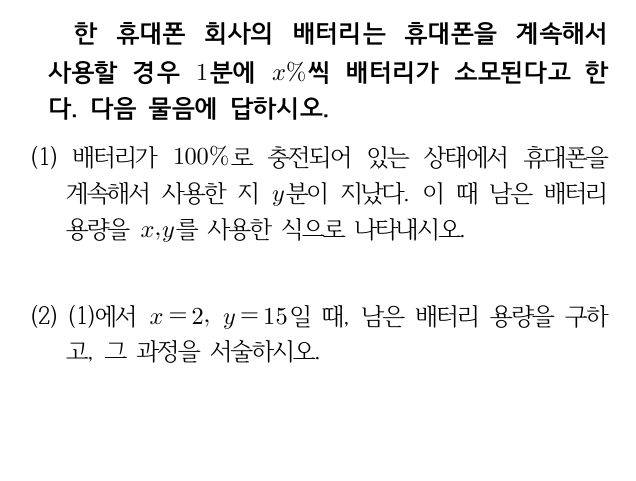 한 휴대폰 회사의 배터리는 휴대폰을 계속해서
사용할 경우 1분에 x%씩 배터리가 소모된다고 한
다. 다음 물음에 답하시오.
(1) 배터리가 100%로 충전되어 있는 상태에서 휴대폰을
계속해서 사용한 지 y분이 지났다. 이 때 남은 배터리
용량을 x,y를 사용한 식으로 나타내시오.
(2) (1)에서 x=2, y=15일 때, 남은 배터리 용량을 구하
고, 그 과정을 서술하시오.